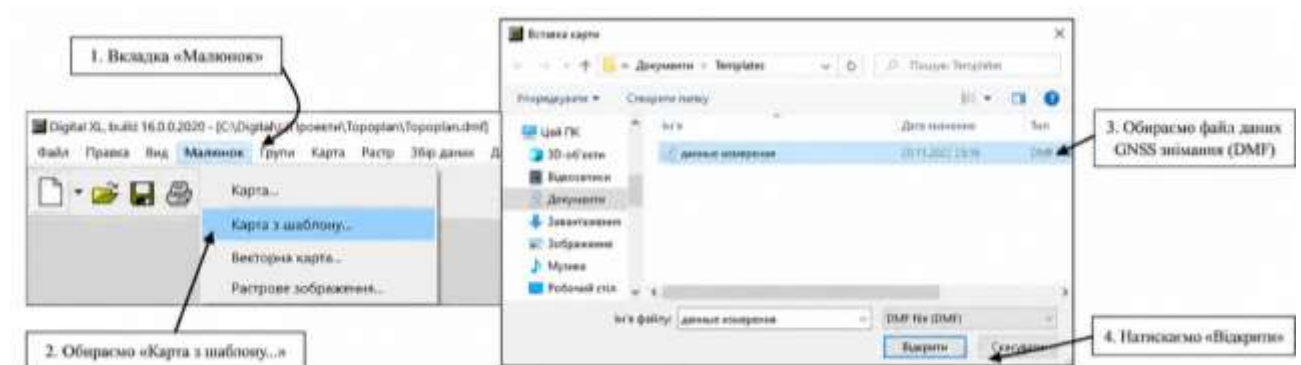 1. Вкладка «Малюнок»
Digital XL, build 16.0.0.2020 - [C:\Digital\
\Topoplan\Topoplan.dmf]
Файл Правка Вид Малюнок Групи Карта Растр Збір даних
Карта...
Карта з шаблону...
Векторна карта...
Растрове зображення...
2. Обираємо «Карта з шаблону...»
Вставка карти
Документи Templates
Пошук: Templates
Упорядкувати Створити папку
Ім'я Дата змінення Тип
данные измерения 23:16 DMF
Цей ПК
3D-об'єкти
Відеозаписи
Документи
Завантаження
Зображення
Музика
Робочий стіл
Ім'я файлу: данные измерения DMF file (DMF)
Відкрити Скасувати
3. Обираємо файл даних
GNSS знімання (DMF)
4. Натискаємо «Відкрити»